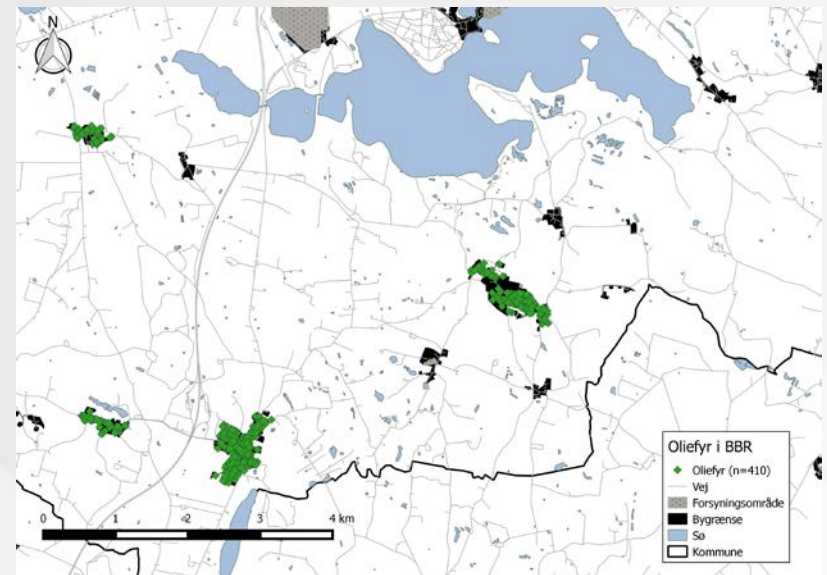 N
0 1 2 3 4 km
Oliefyr i BBR
Oliefyr (n=410)
Vej
Forsyningsområde
Bygrænse
Sø
Kommune